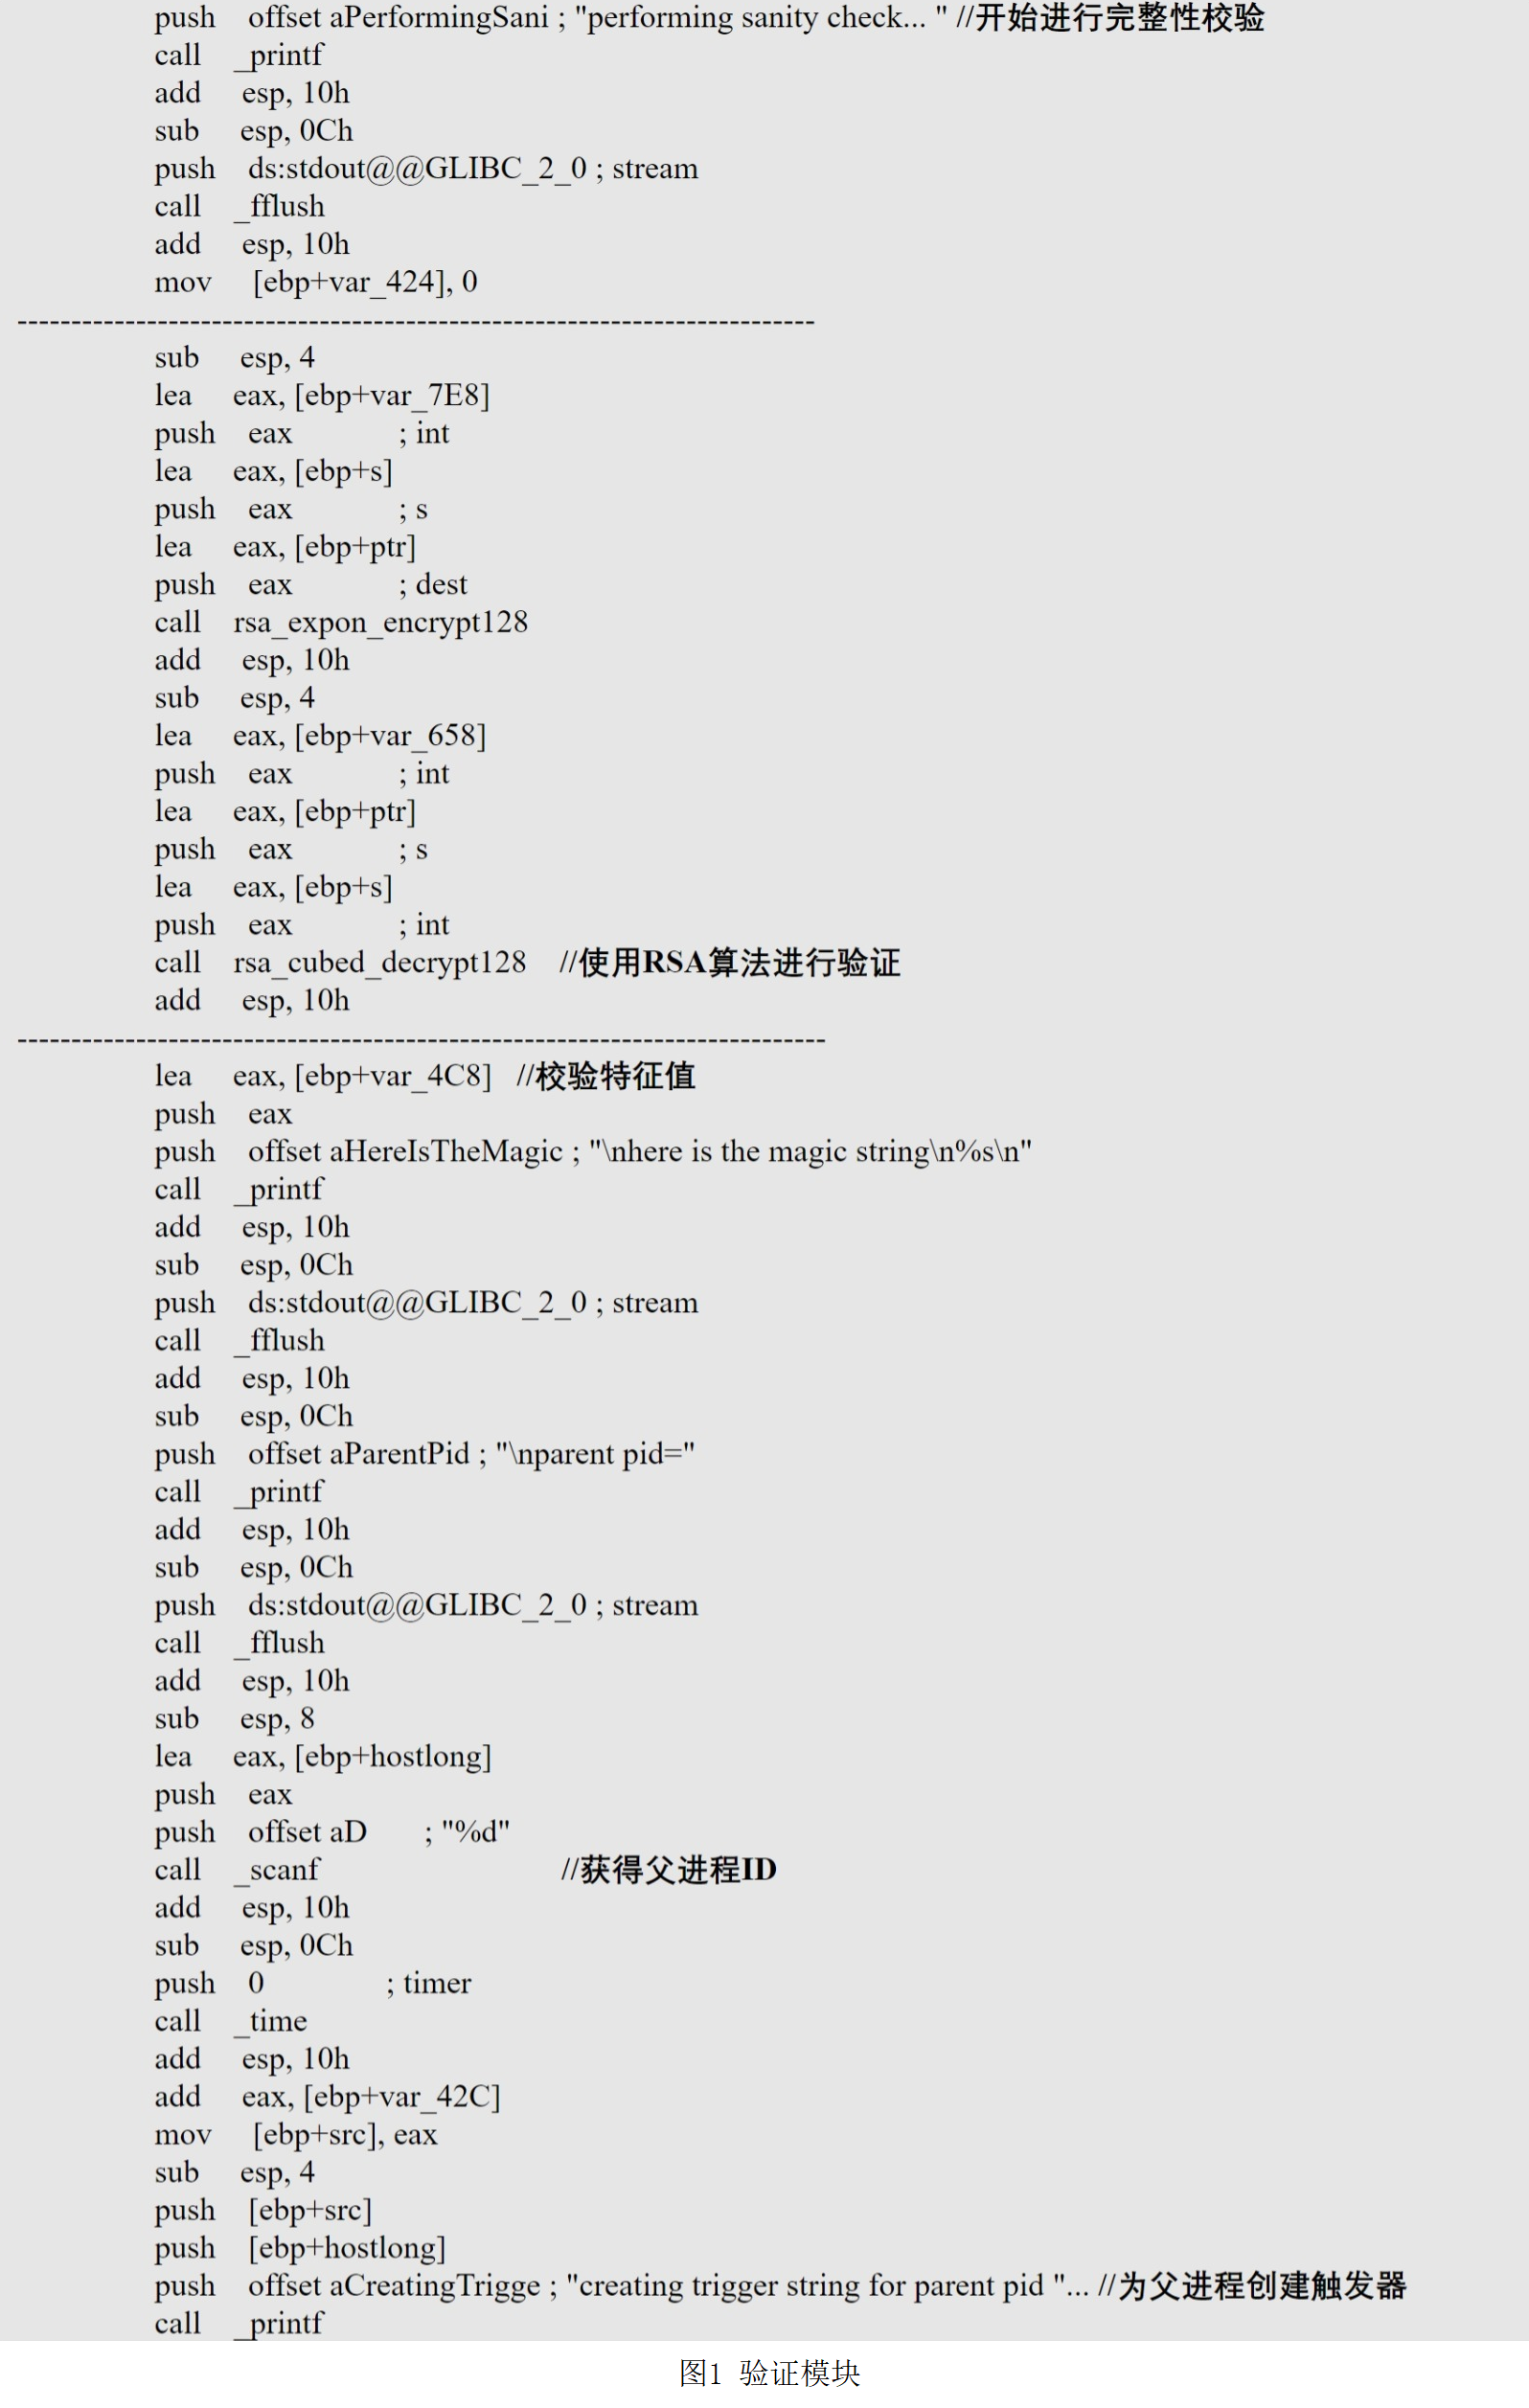 push offset aPerformingSani ; "performing sanity check... " //开始进行完整性校验
call _printf
add esp, 10h
sub esp, 0Ch
push ds:stdout@@GLIBC_2_0 ; stream
call _fflush
add esp, 10h
mov [ebp+var_424], 0
--------------------------------------------------------------------------
sub esp, 4
lea eax, [ebp+var_7E8]
push eax ; int
lea eax, [ebp+s]
push eax ; s
lea eax, [ebp+ptr]
push eax ; dest
call rsa_expon_encrypt128
add esp, 10h
sub esp, 4
lea eax, [ebp+var_658]
push eax ; int
lea eax, [ebp+ptr]
push eax ; s
lea eax, [ebp+s]
push eax ; int
call rsa_cubed_decrypt128 //使用RSA算法进行验证
add esp, 10h
---------------------------------------------------------------------------
lea eax, [ebp+var_4C8] //校验特征值
push eax
push offset aHereIsTheMagic ; "\nhere is the magic string\n%s\n"
call _printf
add esp, 10h
sub esp, 0Ch
push ds:stdout@@GLIBC_2_0 ; stream
call _fflush
add esp, 10h
sub esp, 0Ch
push offset aParentPid ; "\nparent pid="
call _printf
add esp, 10h
sub esp, 0Ch
push ds:stdout@@GLIBC_2_0 ; stream
call _fflush
add esp, 10h
sub esp, 8
lea eax, [ebp+hostlong]
push eax
push offset aD ; "%d"
call _scanf //获得父进程ID
add esp, 10h
sub esp, 0Ch
push 0 ; timer
call _time
add esp, 10h
add eax, [ebp+var_42C]
mov [ebp+src], eax
sub esp, 4
push [ebp+src]
push [ebp+hostlong]
push offset aCreatingTrigge ; "creating trigger string for parent pid "... //为父进程创建触发器
call _printf
图1 验证模块